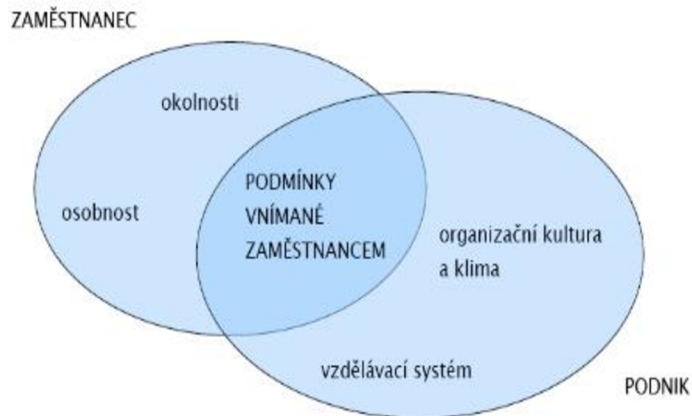 ZAMĚSTNANEC
okolnosti
osobnost
PODMÍNKY
VNÍMANÉ
ZAMĚSTNANCEM
organizační kultura
a klima
vzdělávací systém
PODNIK